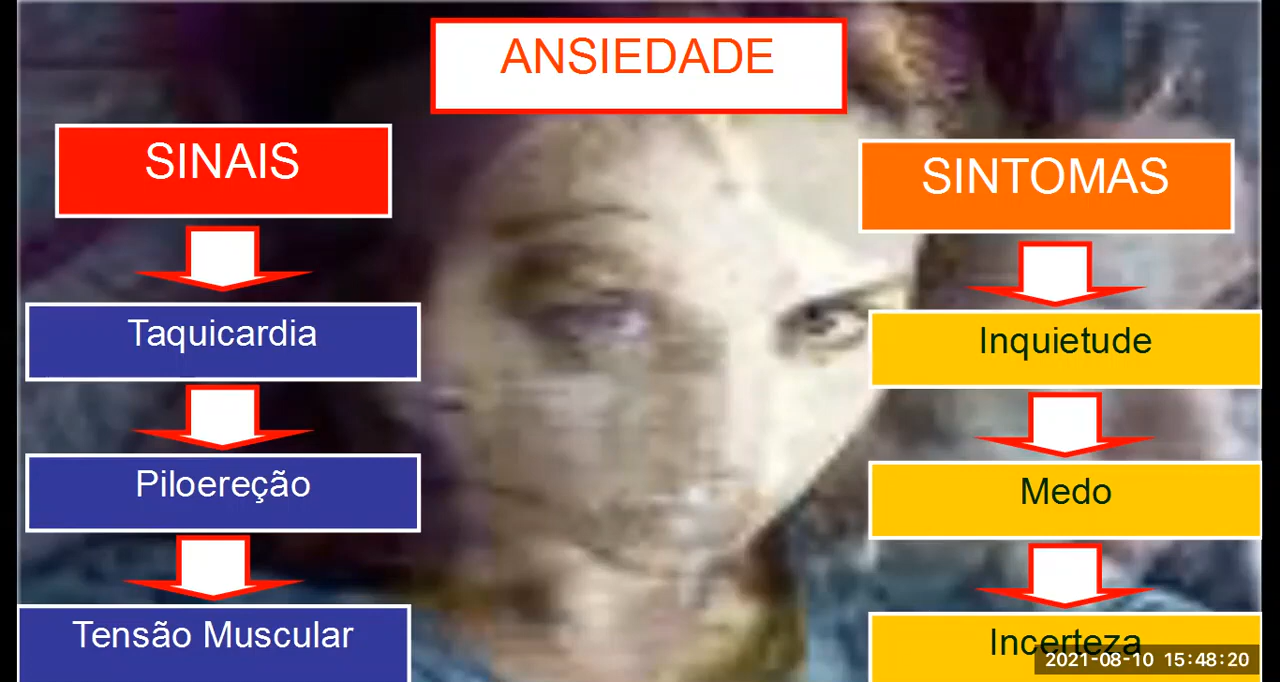 ANSIEDADE
SINAIS
SINTOMAS
Taquicardia
Inquietude
Piloereção
Medo
Tensão Muscular
Incerteza
2021-08-10 15:48:20